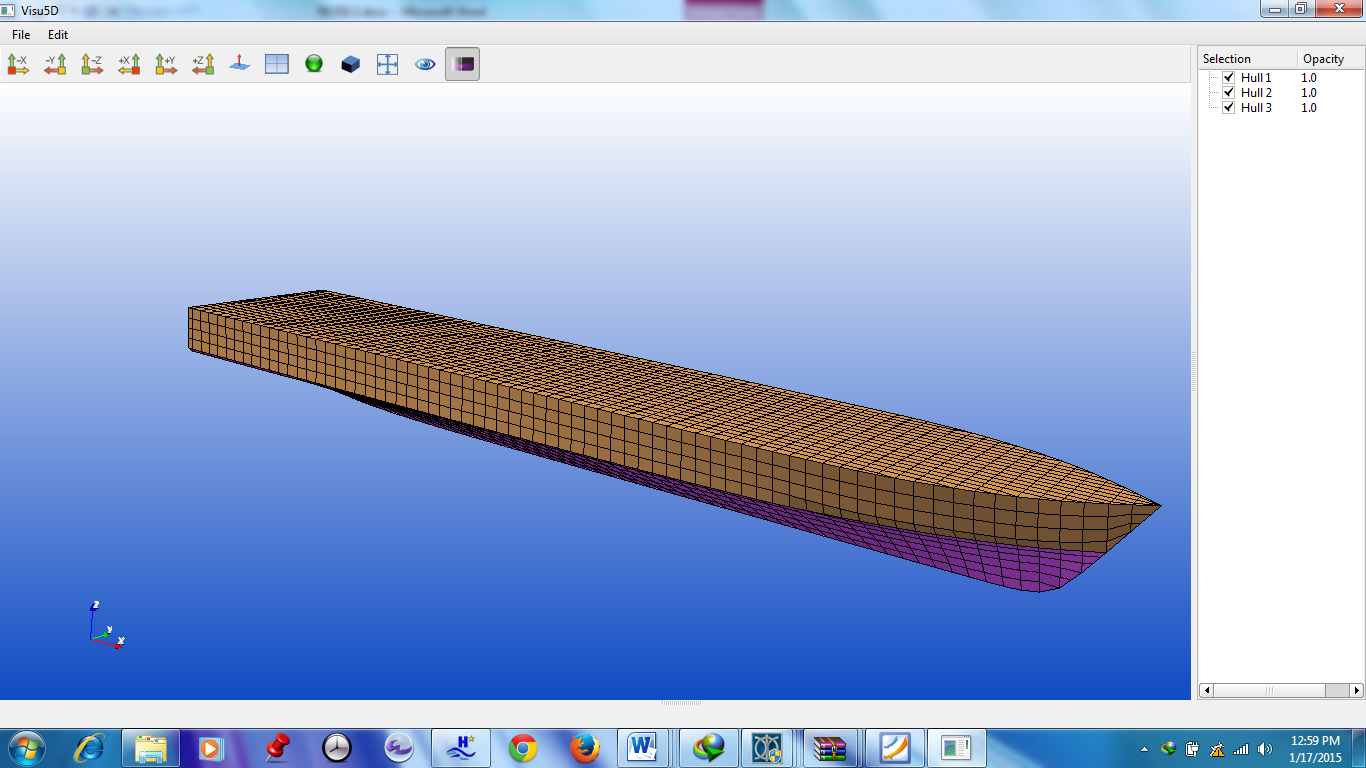 Visu5D
File Edit
-X -Y -Z +X +Y +Z
Selection Opacity
Hull 1 1.0
Hull 2 1.0
Hull 3 1.0
z
y
x
12:59 PM
1/17/2015